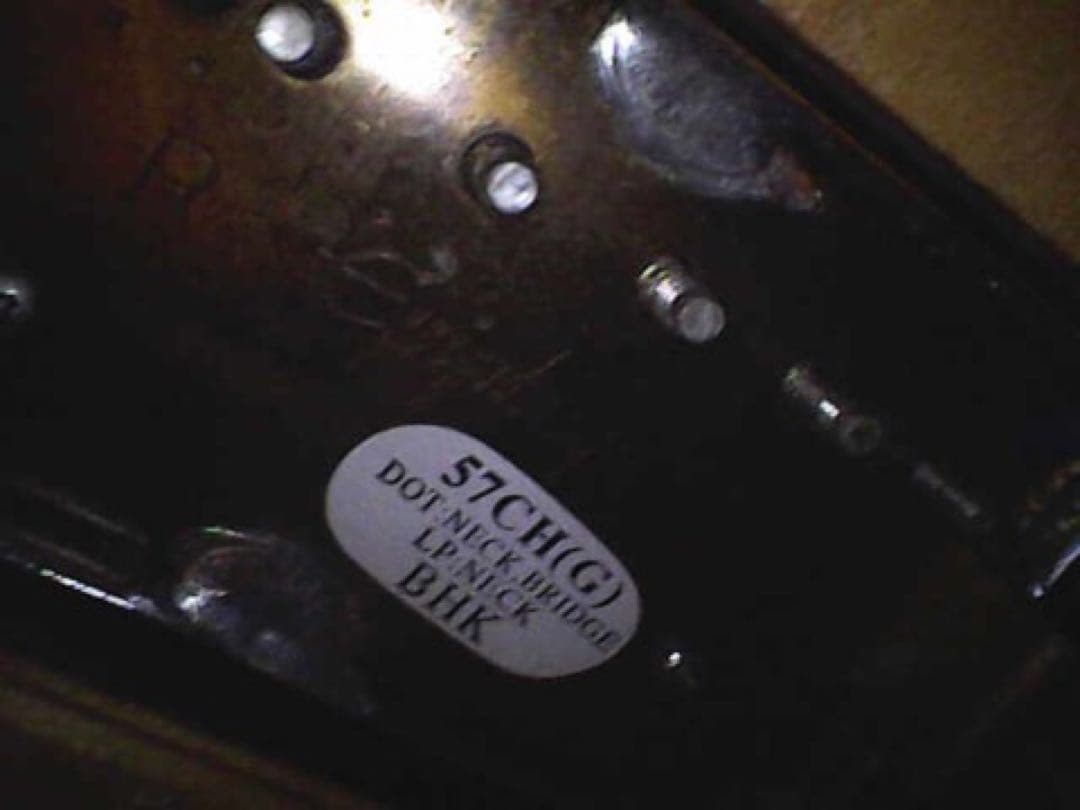 57CH(G)
DOT:NECK,BRIDGE
LP:NECK
BHK